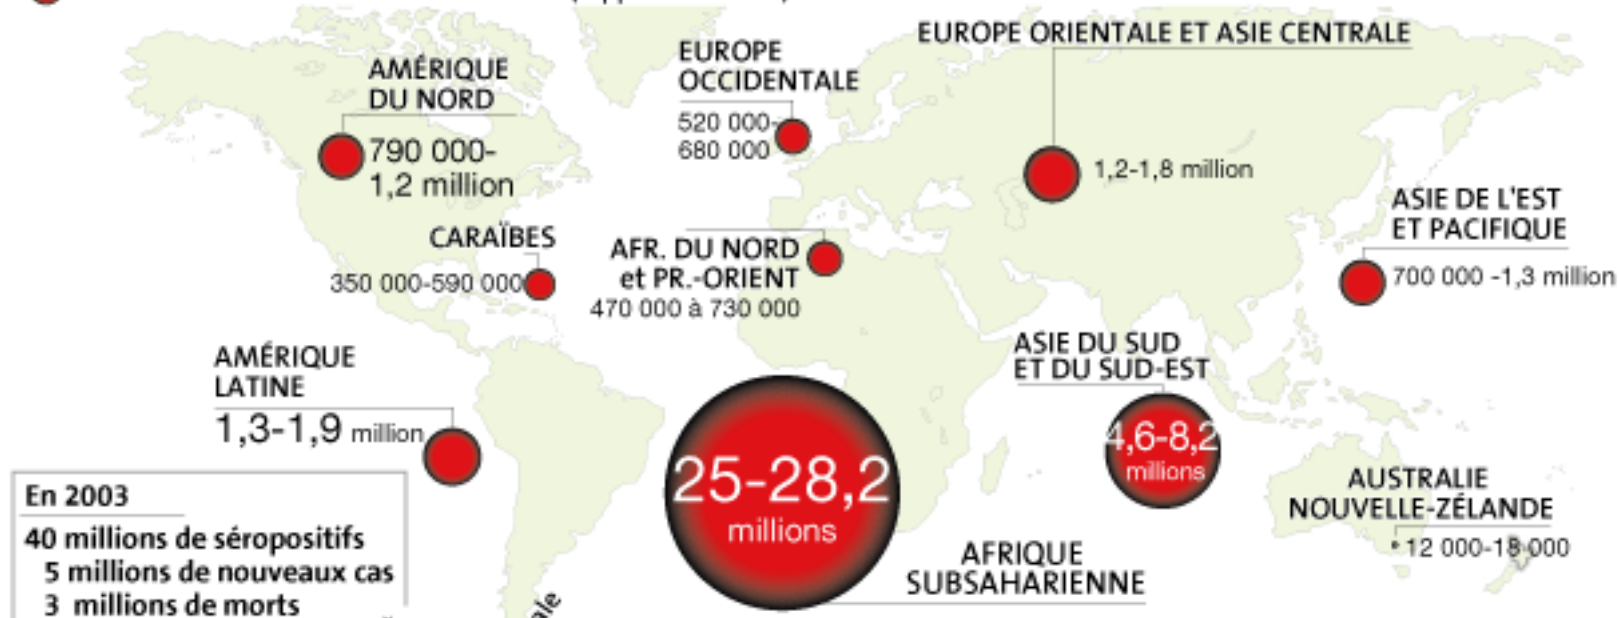 EUROPE ORIENTALE ET ASIE CENTRALE
EUROPE
OCCIDENTALE
520 000-
680 000
AMÉRIQUE
DU NORD
790 000-
1,2 million
1,2-1,8 million
ASIE DE L'EST
ET PACIFIQUE
700 000 -1,3 million
CARAÏBES
350 000-590 000
AFR. DU NORD
et PR.-ORIENT
470 000 à 730 000
ASIE DU SUD
ET DU SUD-EST
4,6-8,2
millions
AMÉRIQUE
LATINE
1,3-1,9 million
25-28,2
millions
AFRIQUE
SUBSAHARIENNE
AUSTRALIE
NOUVELLE-ZÉLANDE
12 000-18 000
En 2003
40 millions de séropositifs
5 millions de nouveaux cas
3 millions de morts